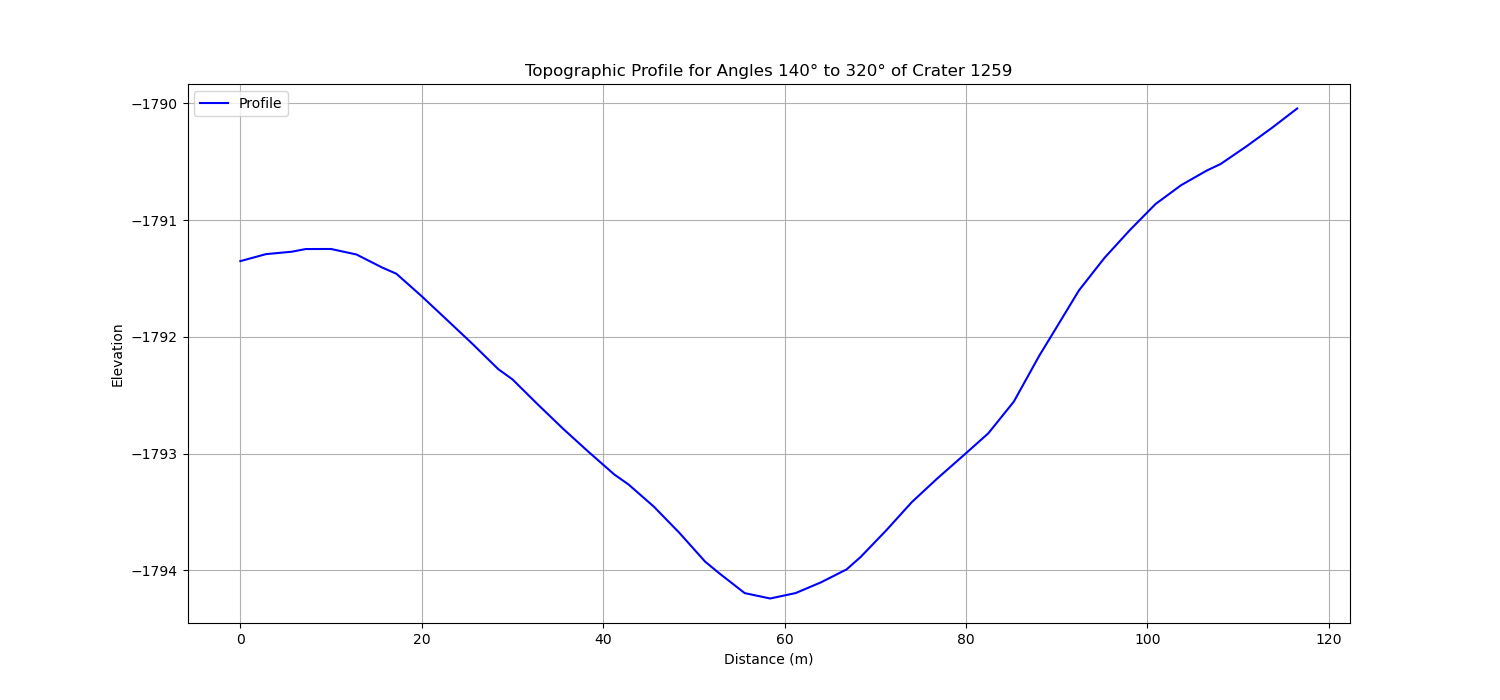 Topographic Profile for Angles 140° to 320° of Crater 1259
Profile
−1790
−1791
−1792
−1793
−1794
Elevation
0 20 40 60 80 100 120
Distance (m)